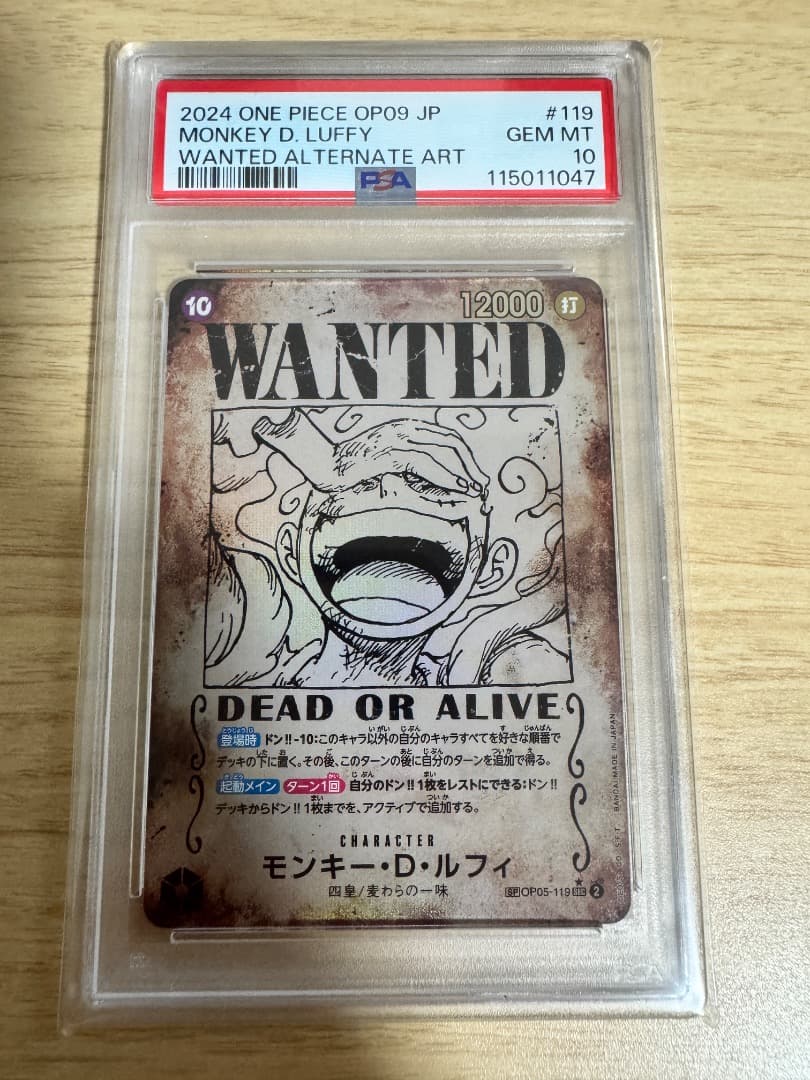 2024 ONE PIECE OP09 JP #119
MONKEY D. LUFFY GEM MT
WANTED ALTERNATE ART 10
PSA 115011047
10 12000 打
WANTED
DEAD OR ALIVE
登場時 ドン!!-10:このキャラ以外の自分のキャラすべてを好きな順番で
デッキの下に置く。その後、このターンの後に自分のターンを追加で得る。
起動メイン ターン1回 自分のドン!!1枚をレストにできる:ドン!!
デッキからドン!!1枚までを、アクティブで追加する。
CHARACTER
モンキー・D・ルフィ
四皇/麦わらの一味
SP OP05-119 SEC 2
BANDAI MADE IN JAPAN